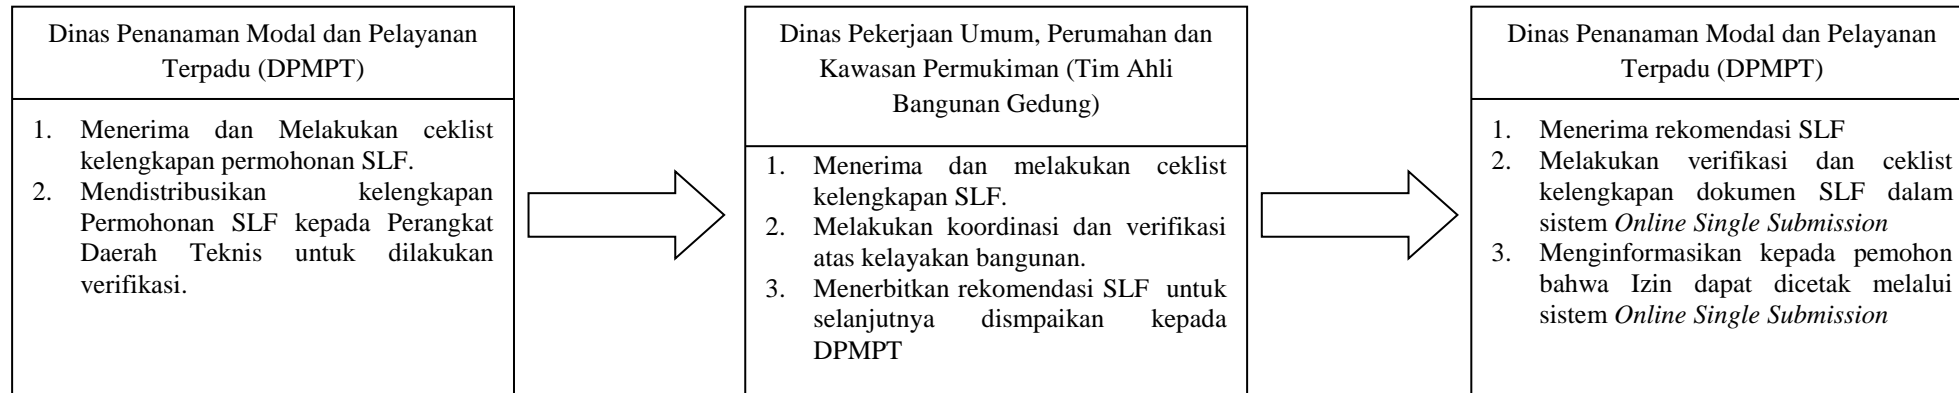 Dinas Penanaman Modal dan Pelayanan
Terpadu (DPMPT)
1. Menerima dan Melakukan ceklist
kelengkapan permohonan SLF.
2. Mendistribusikan kelengkapan
Permohonan SLF kepada Perangkat
Daerah Teknis untuk dilakukan
verifikasi.
Dinas Pekerjaan Umum, Perumahan dan
Kawasan Permukiman (Tim Ahli
Bangunan Gedung)
1. Menerima dan melakukan ceklist
kelengkapan SLF.
2. Melakukan koordinasi dan verifikasi
atas kelayakan bangunan.
3. Menerbitkan rekomendasi SLF untuk
selanjutnya dismpaikan kepada
DPMPT
Dinas Penanaman Modal dan Pelayanan
Terpadu (DPMPT)
1. Menerima rekomendasi SLF
2. Melakukan verifikasi dan ceklist
kelengkapan dokumen SLF dalam
sistem Online Single Submission
3. Menginformasikan kepada pemohon
bahwa Izin dapat dicetak melalui
sistem Online Single Submission